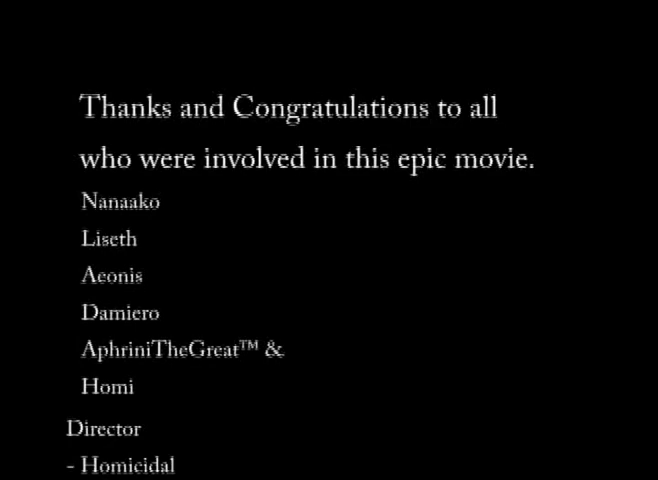 Thanks and Congratulations to all
who were involved in this epic movie.
Nanaako
Liseth
Aeonis
Damiero
AphriniTheGreat™ &
Homi
Director
- Homicidal